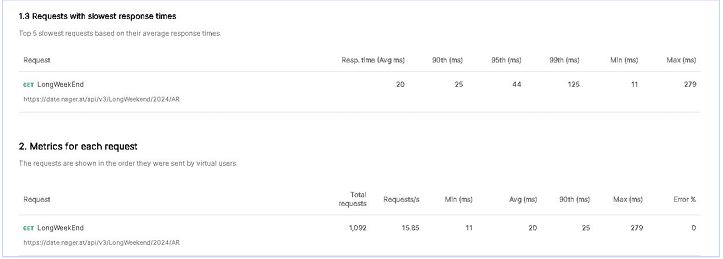 1.3 Requests with slowest response times
Top 5 slowest requests based on their average response times.
Request Resp. time (Avg ms) 90th (ms) 95th (ms) 99th (ms) Min (ms) Max (ms)
GET LongWeekEnd 20 25 44 125 11 279
https://date.nager.at/api/v3/LongWeekend/2024/AR
2. Metrics for each request
The requests are shown in the order they were sent by virtual users.
Request Total requests Requests/s Min (ms) Avg (ms) 90th (ms) Max (ms) Error %
GET LongWeekEnd 1,092 15.85 11 20 25 279 0
https://date.nager.at/api/v3/LongWeekend/2024/AR